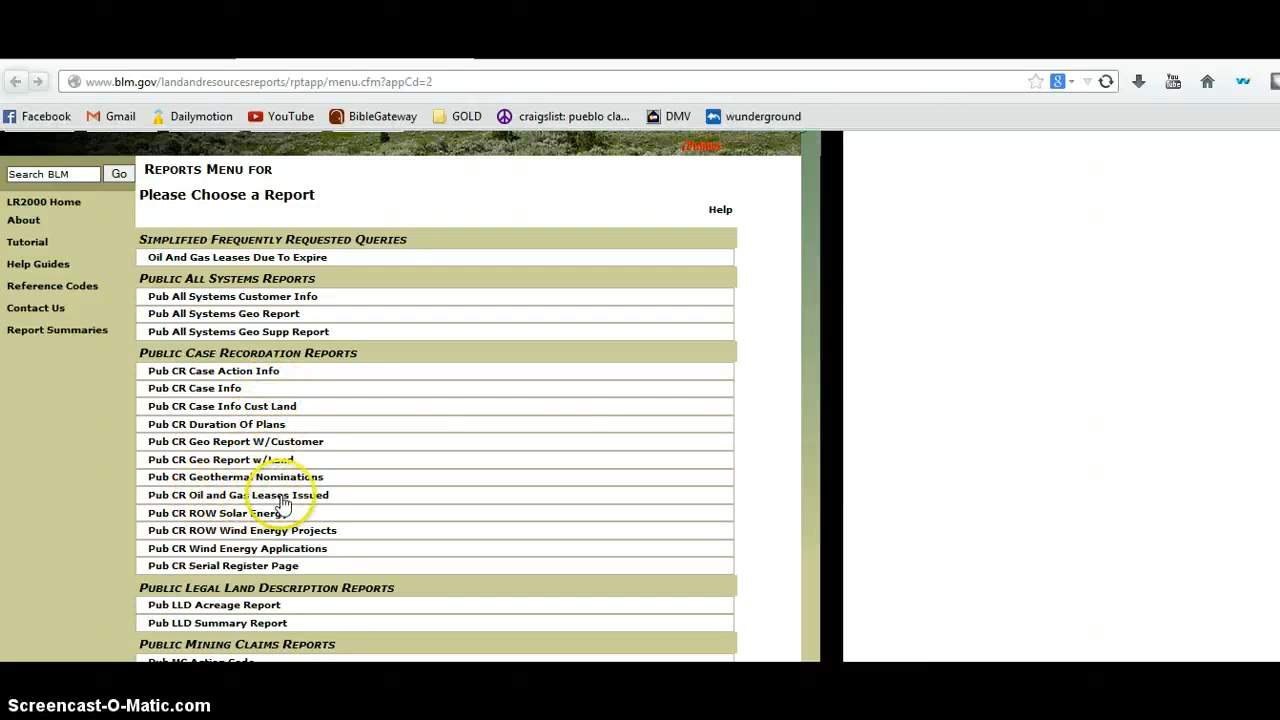 www.blm.gov/landandresourcesreports/rptapp/menu.cfm?appCd=2
Facebook Gmail Dailymotion YouTube BibleGateway GOLD craigslist: pueblo cla... DMV wunderground
(Public)
Search BLM Go
LR2000 Home
About
Tutorial
Help Guides
Reference Codes
Contact Us
Report Summaries
Reports Menu for
Please Choose a Report
Help
Simplified Frequently Requested Queries
Oil And Gas Leases Due To Expire
Public All Systems Reports
Pub All Systems Customer Info
Pub All Systems Geo Report
Pub All Systems Geo Supp Report
Public Case Recordation Reports
Pub CR Case Action Info
Pub CR Case Info
Pub CR Case Info Cust Land
Pub CR Duration Of Plans
Pub CR Geo Report W/Customer
Pub CR Geo Report w/Land
Pub CR Geothermal Nominations
Pub CR Oil and Gas Leases Issued
Pub CR ROW Solar Energy
Pub CR ROW Wind Energy Projects
Pub CR Wind Energy Applications
Pub CR Serial Register Page
Public Legal Land Description Reports
Pub LLD Acreage Report
Pub LLD Summary Report
Public Mining Claims Reports
Pub MC Action Code
Screencast-O-Matic.com